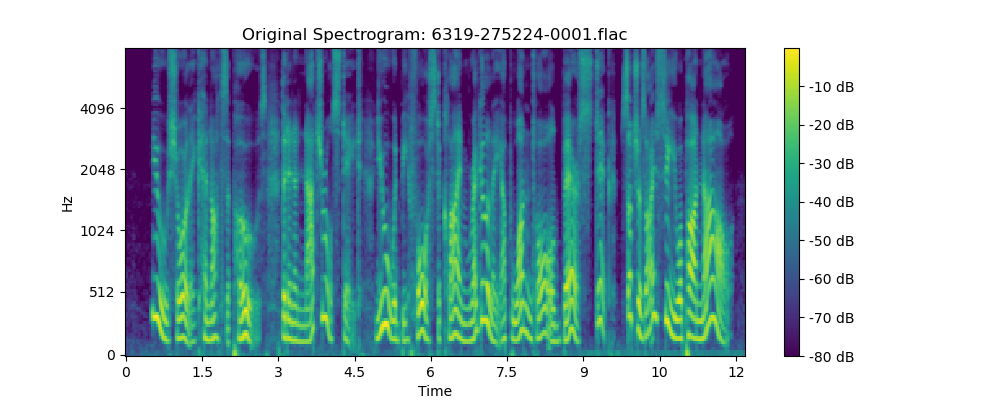 Original Spectrogram: 6319-275224-0001.flac
Hz
4096
2048
1024
512
0
0 1.5 3 4.5 6 7.5 9 10 12
Time
-10 dB
-20 dB
-30 dB
-40 dB
-50 dB
-60 dB
-70 dB
-80 dB